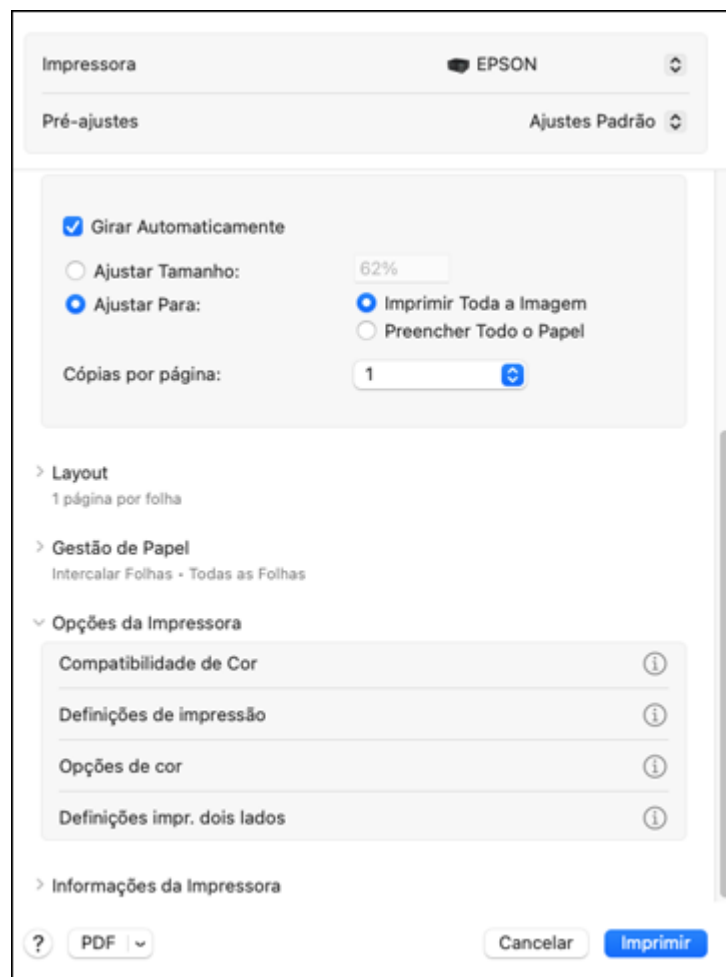 Impressora EPSON
Pré-ajustes Ajustes Padrão
Girar Automaticamente
Ajustar Tamanho: 62%
Ajustar Para: Imprimir Toda a Imagem
Preencher Todo o Papel
Cópias por página: 1
Layout
1 página por folha
Gestão de Papel
Intercalar Folhas • Todas as Folhas
Opções da Impressora
Compatibilidade de Cor
Definições de impressão
Opções de cor
Definições impr. dois lados
Informações da Impressora
? PDF Cancelar Imprimir